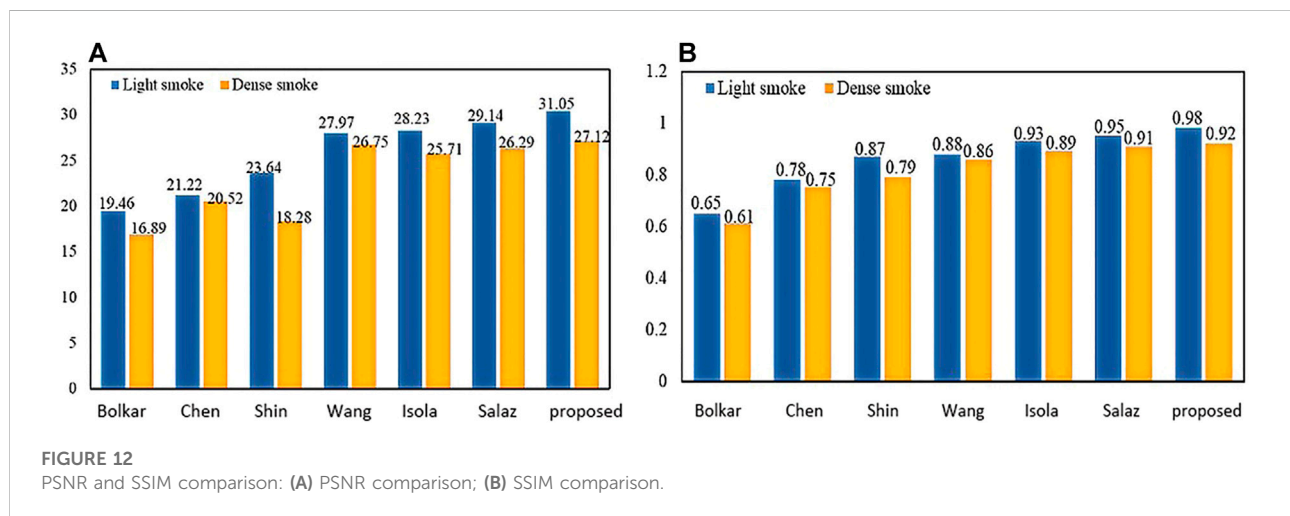 A
35
30
25
20
15
10
5
0
Light smoke Dense smoke
19.46 16.89 21.22 20.52 23.64 18.28 27.97 26.75 28.23 25.71 29.14 26.29 31.05 27.12
Bolkar Chen Shin Wang Isola Salaz proposed
B
1.2
1
0.8
0.6
0.4
0.2
0
Light smoke Dense smoke
0.65 0.61 0.78 0.75 0.87 0.79 0.88 0.86 0.93 0.89 0.95 0.91 0.98 0.92
Bolkar Chen Shin Wang Isola Salaz proposed
FIGURE 12
PSNR and SSIM comparison: (A) PSNR comparison; (B) SSIM comparison.